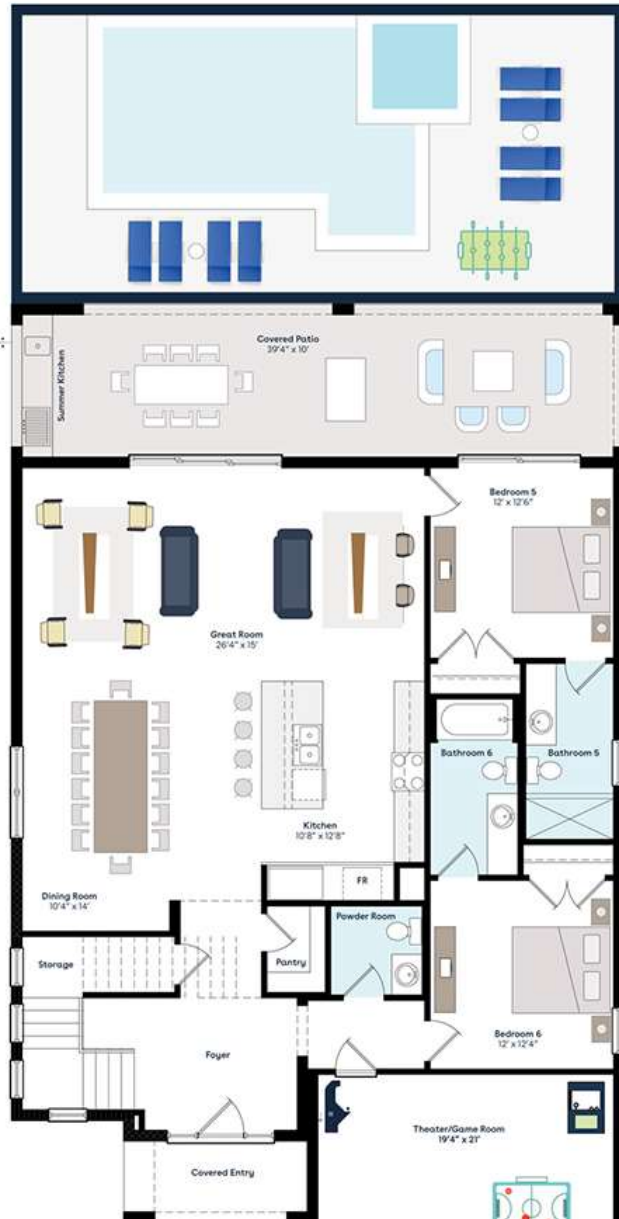 Covered Patio
39'4" x 10'
Summer Kitchen
Bedroom 5
12' x 12'6"
Great Room
26'4" x 15'
Bathroom 6
Bathroom 5
Kitchen
10'8" x 12'8"
FR
Dining Room
10'4" x 14'
Powder Room
Storage
Pantry
Bedroom 6
12' x 12'4"
Foyer
Theater/Game Room
19'4" x 21'
Covered Entry